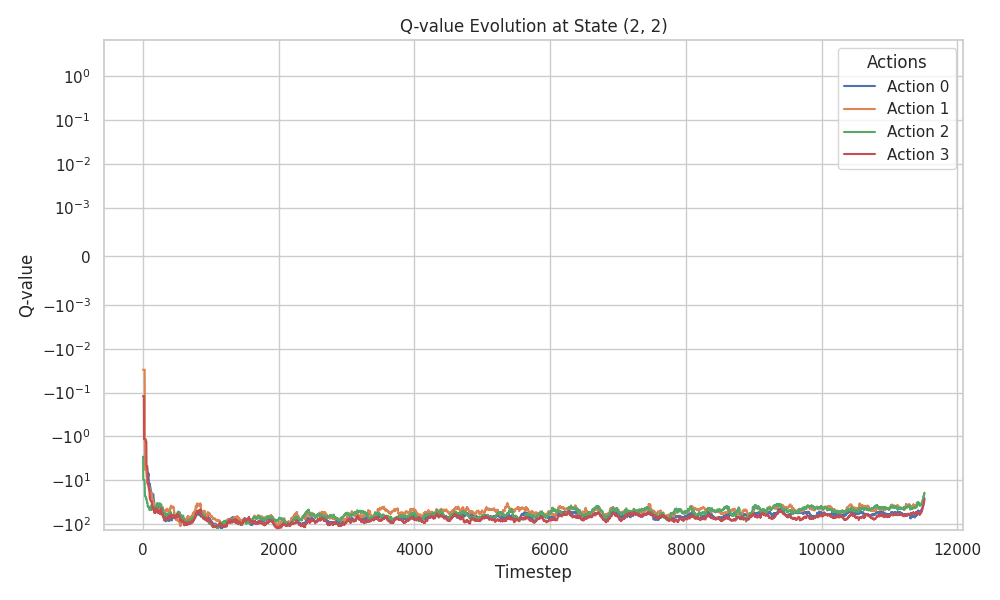 Q-value Evolution at State (2, 2)
Q-value
10⁰
10⁻¹
10⁻²
10⁻³
0
−10⁻³
−10⁻²
−10⁻¹
−10⁰
−10¹
−10²
Actions
Action 0
Action 1
Action 2
Action 3
0 2000 4000 6000 8000 10000 12000
Timestep